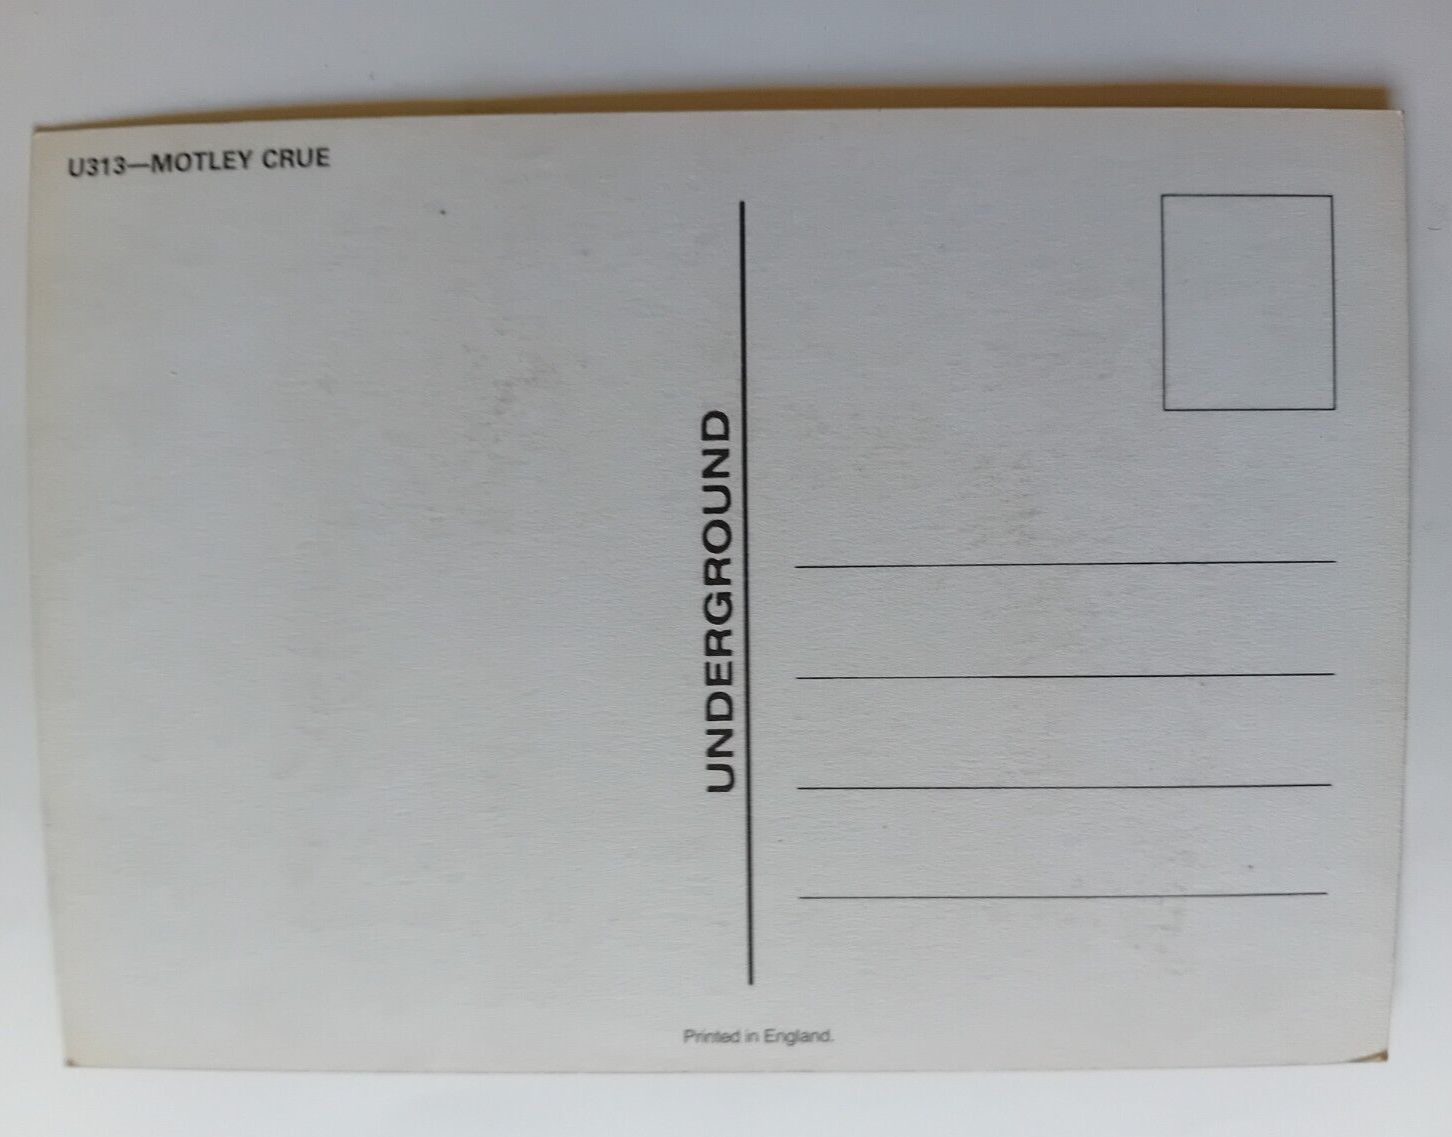 U313—MOTLEY CRUE
UNDERGROUND
Printed in England.